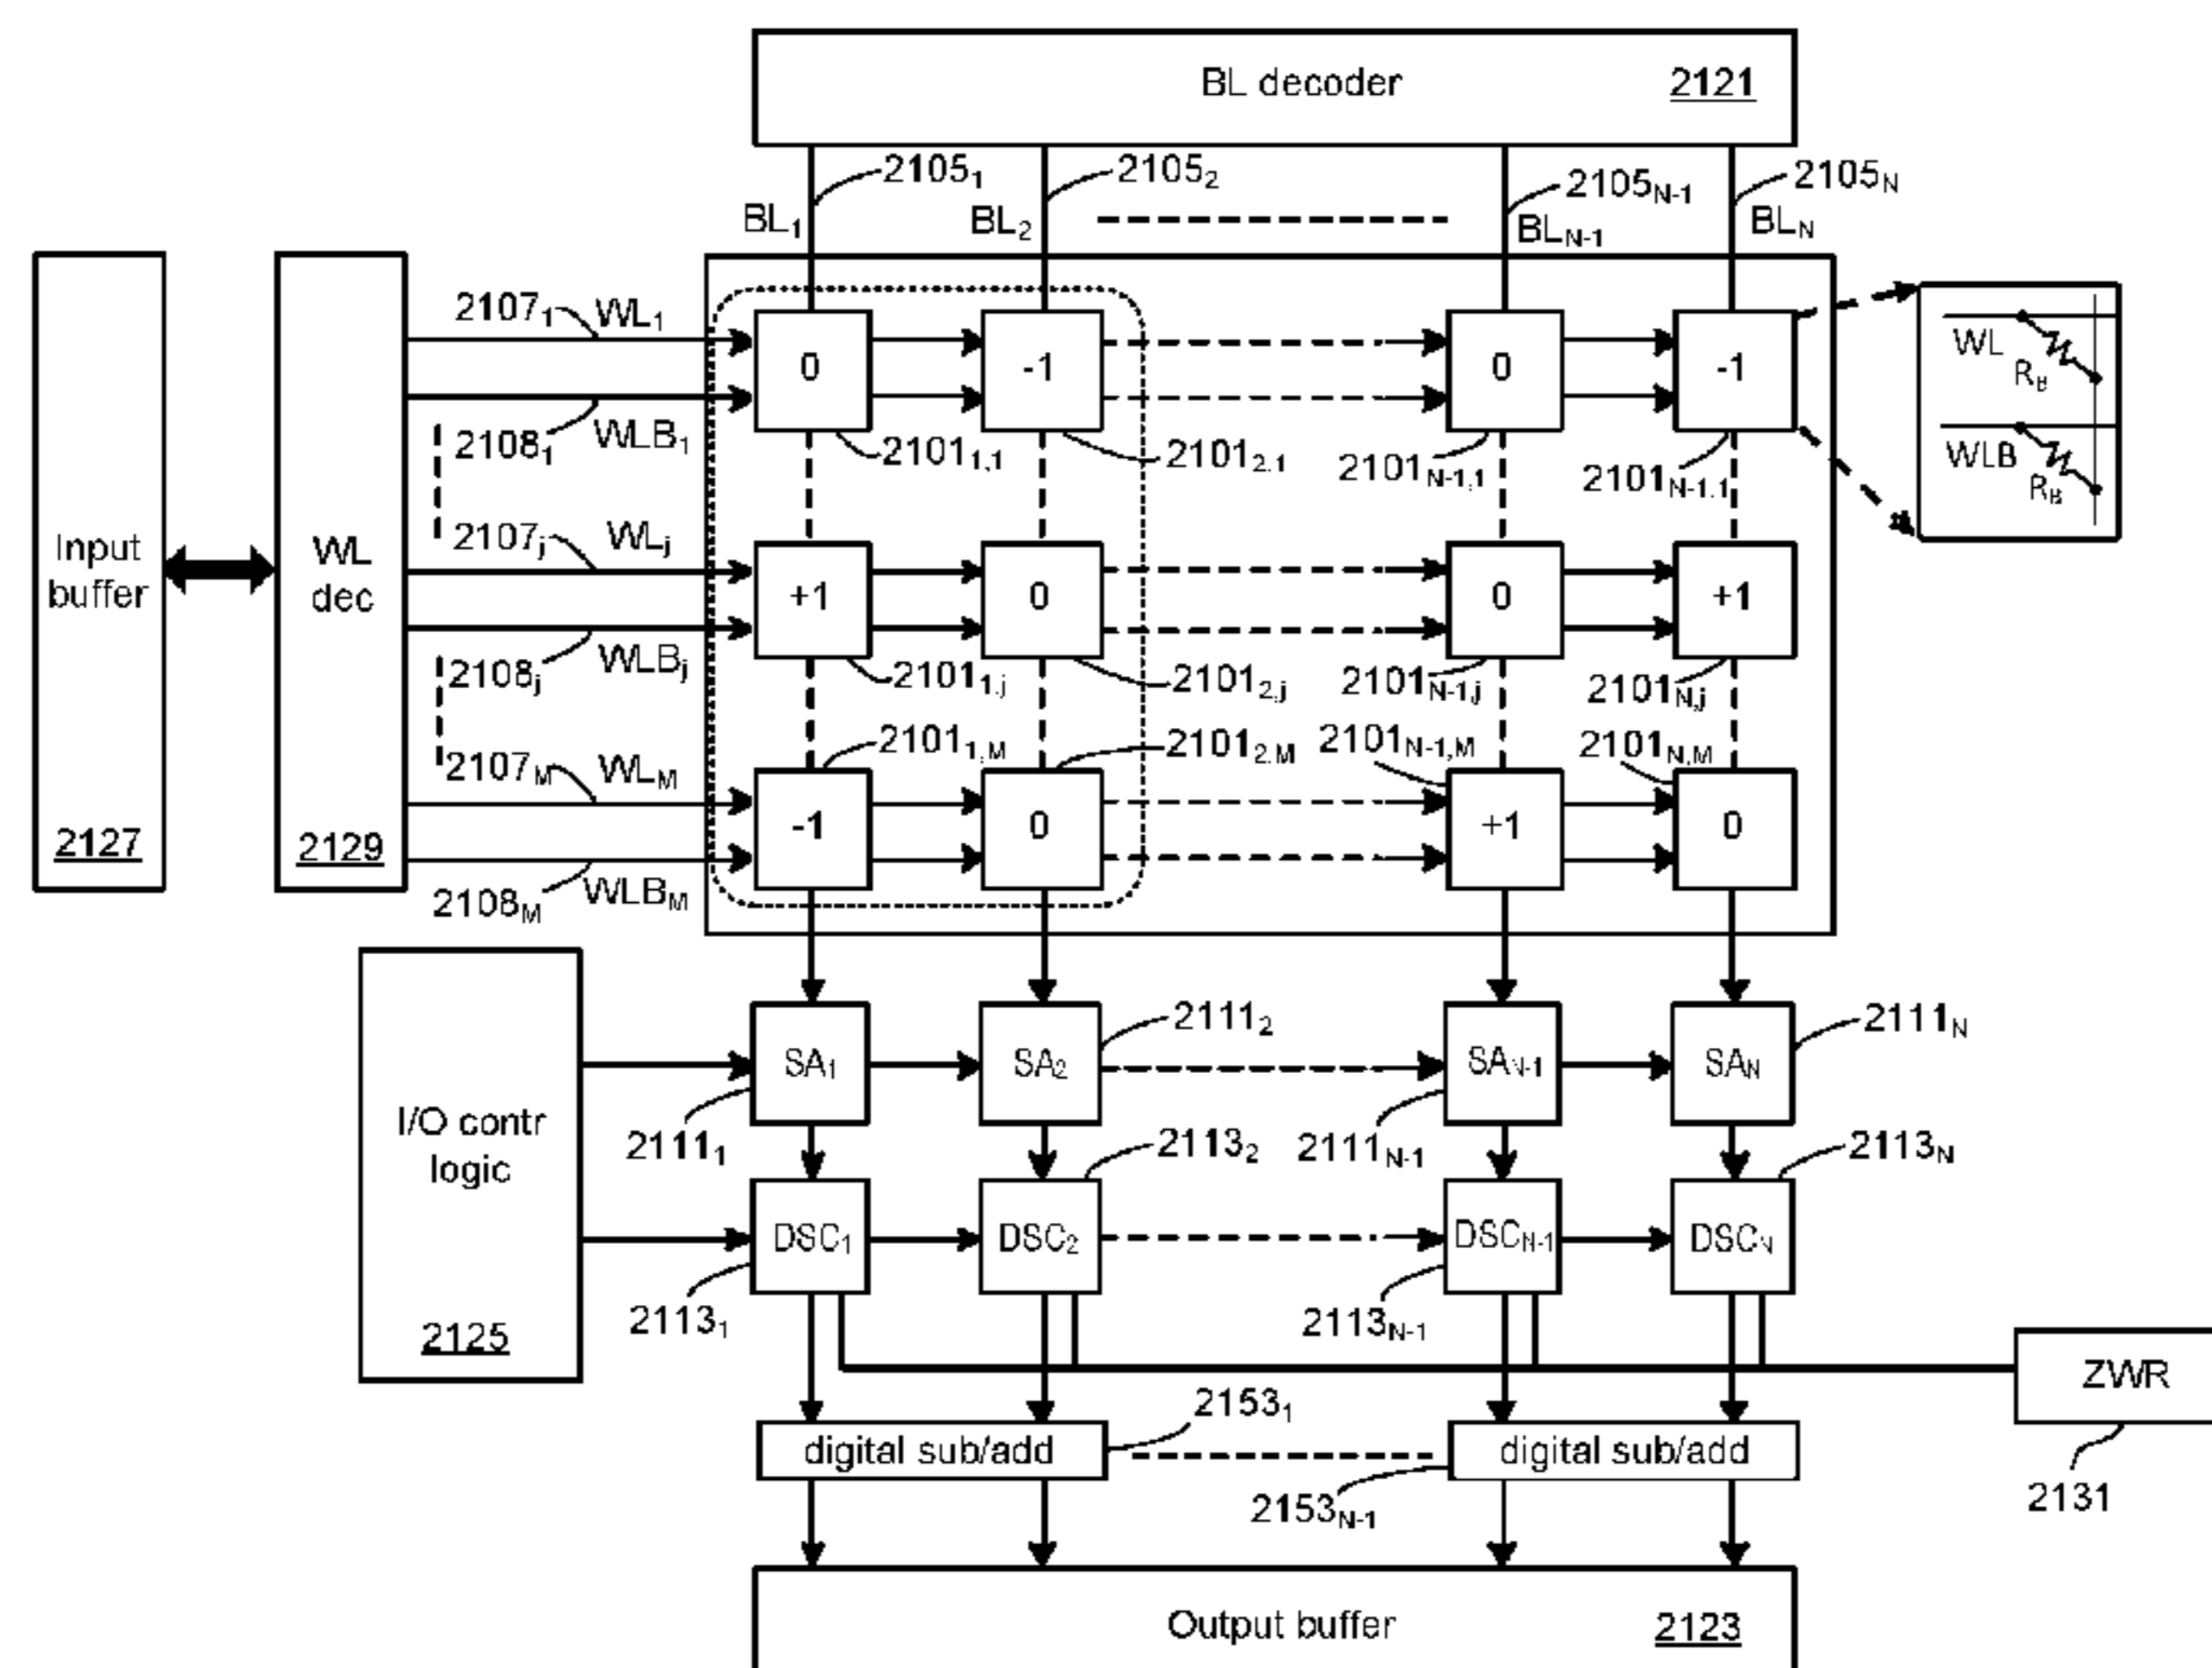 BL decoder 2121
2105₁ 2105₂ 2105N-1 2105N
BL₁ BL₂ BLN-1 BLN
Input buffer 2127
WL dec 2129
2107₁ WL₁
2108₁ WLB₁
0 -1 0 -1
2101₁,₁ 2101₂.₁ 2101N-1,1 2101N-1.1
WL RB
WLB RB
2107j WLj
2108j WLBj
+1 0 0 +1
2101₁.j 2101₂,j 2101N-1,j 2101N,j
2101₁,M 2101₂.M 2101N-1,M 2101N,M
2107M WLM
2108M WLBM
-1 0 +1 0
I/O contr logic 2125
SA₁ SA₂ SAN-1 SAN
2111₁ 2111₂ 2111N-1 2111N
DSC₁ DSC₂ DSCN-1 DSCN
2113₁ 2113₂ 2113N-1 2113N
ZWR
2131
digital sub/add digital sub/add
2153₁ 2153N-1
Output buffer 2123